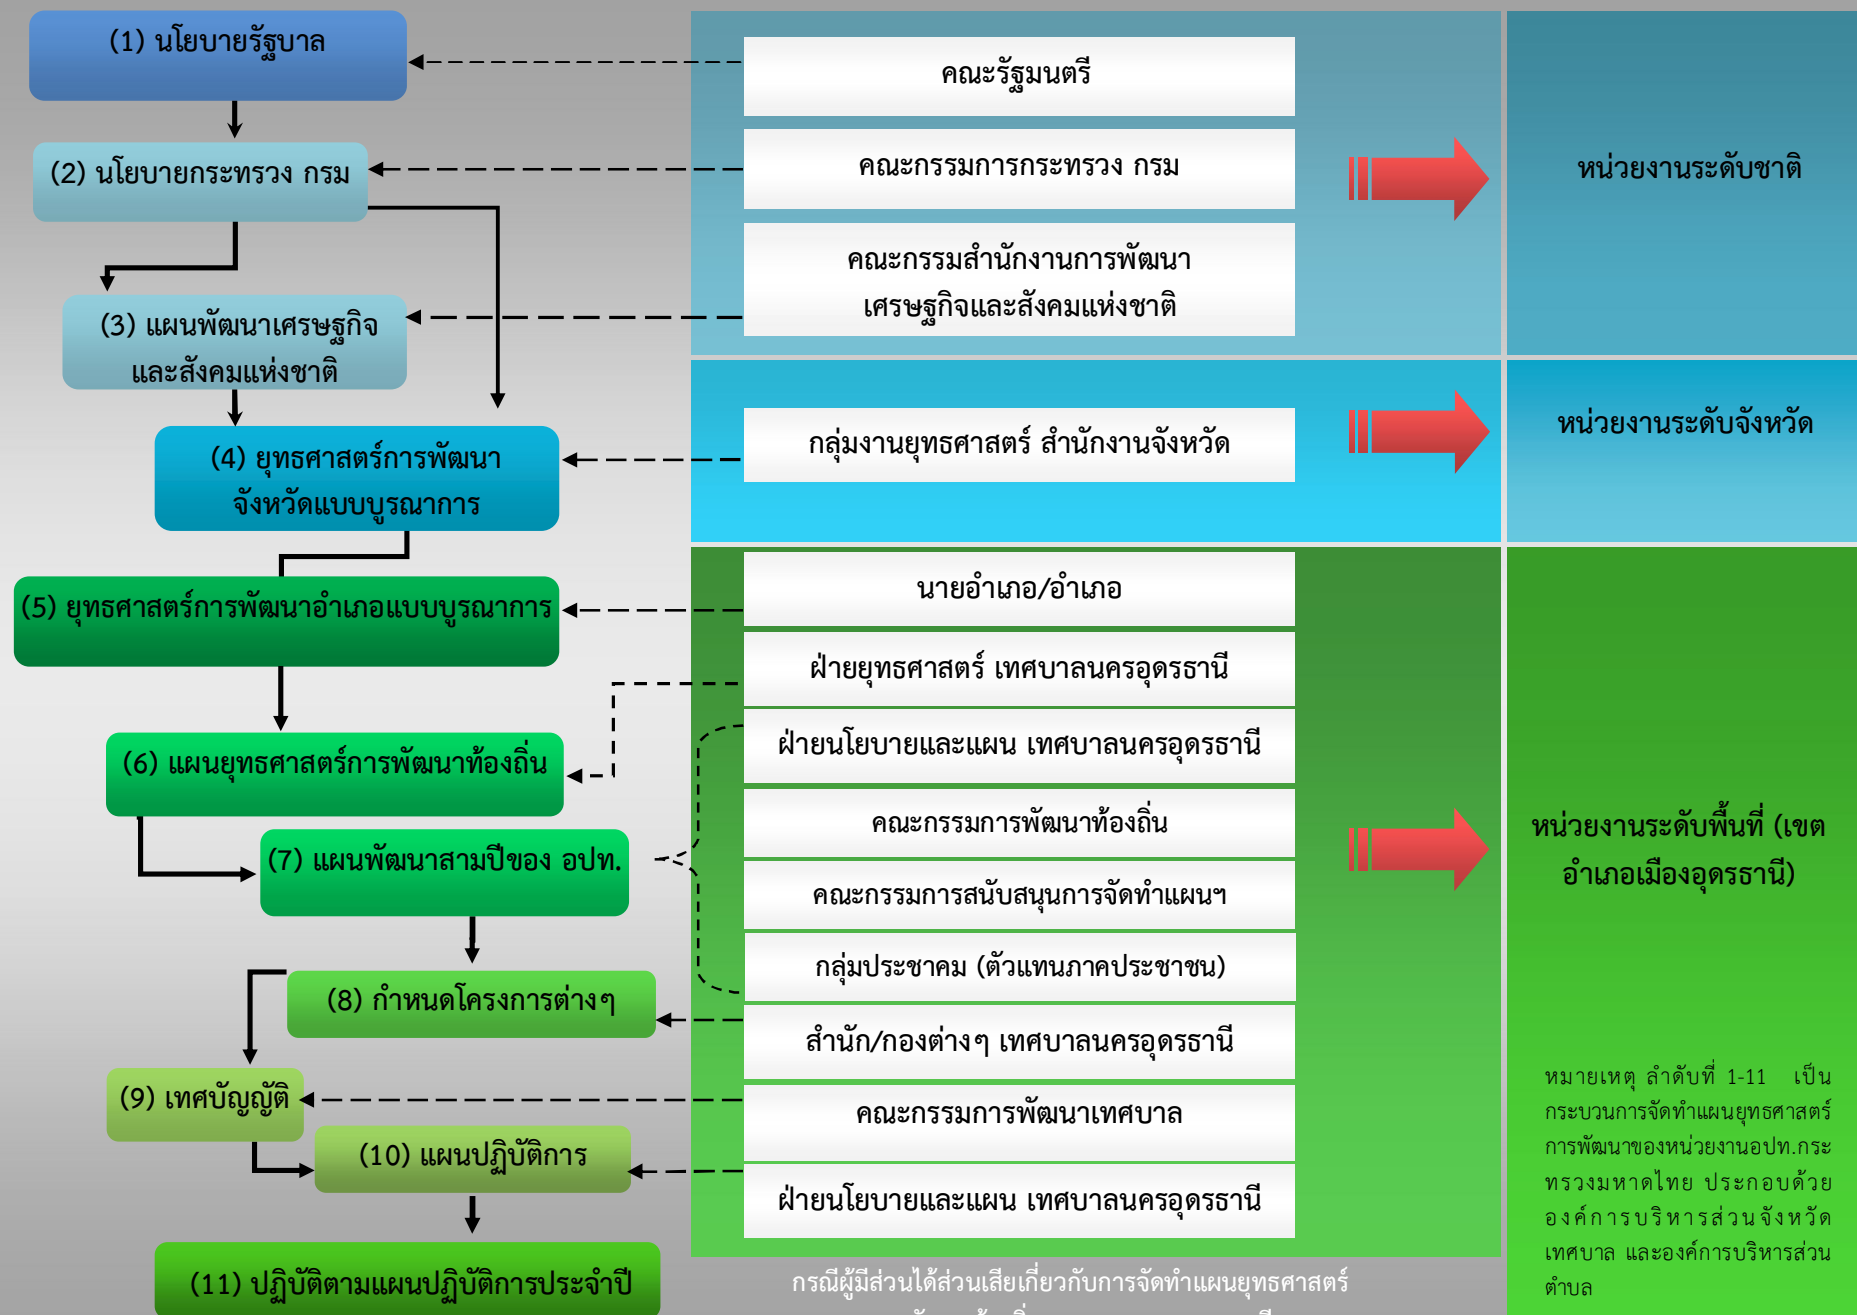 (1) นโยบายรัฐบาล
(2) นโยบายกระทรวง กรม
(3) แผนพัฒนาเศรษฐกิจ
และสังคมแห่งชาติ
(4) ยุทธศาสตร์การพัฒนา
จังหวัดแบบบูรณาการ
(5) ยุทธศาสตร์การพัฒนาอำเภอแบบบูรณาการ
(6) แผนยุทธศาสตร์การพัฒนาท้องถิ่น
(7) แผนพัฒนาสามปีของ อปท.
(8) กำหนดโครงการต่างๆ
(9) เทศบัญญัติ
(10) แผนปฏิบัติการ
(11) ปฏิบัติตามแผนปฏิบัติการประจำปี
คณะรัฐมนตรี
คณะกรรมการกระทรวง กรม
คณะกรรมสำนักงานการพัฒนา
เศรษฐกิจและสังคมแห่งชาติ
กลุ่มงานยุทธศาสตร์ สำนักงานจังหวัด
นายอำเภอ/อำเภอ
ฝ่ายยุทธศาสตร์ เทศบาลนครอุดรธานี
ฝ่ายนโยบายและแผน เทศบาลนครอุดรธานี
คณะกรรมการพัฒนาท้องถิ่น
คณะกรรมการสนับสนุนการจัดทำแผนฯ
กลุ่มประชาคม (ตัวแทนภาคประชาชน)
สำนัก/กองต่างๆ เทศบาลนครอุดรธานี
คณะกรรมการพัฒนาเทศบาล
ฝ่ายนโยบายและแผน เทศบาลนครอุดรธานี
กรณีผู้มีส่วนได้ส่วนเสียเกี่ยวกับการจัดทำแผนยุทธศาสตร์
หน่วยงานระดับชาติ
หน่วยงานระดับจังหวัด
หน่วยงานระดับพื้นที่ (เขต
อำเภอเมืองอุดรธานี)
หมายเหตุ ลำดับที่ 1-11 เป็น
กระบวนการจัดทำแผนยุทธศาสตร์
การพัฒนาของหน่วยงานอปท.กระ
ทรวงมหาดไทย ประกอบด้วย
องค์การบริหารส่วนจังหวัด
เทศบาล และองค์การบริหารส่วน
ตำบล